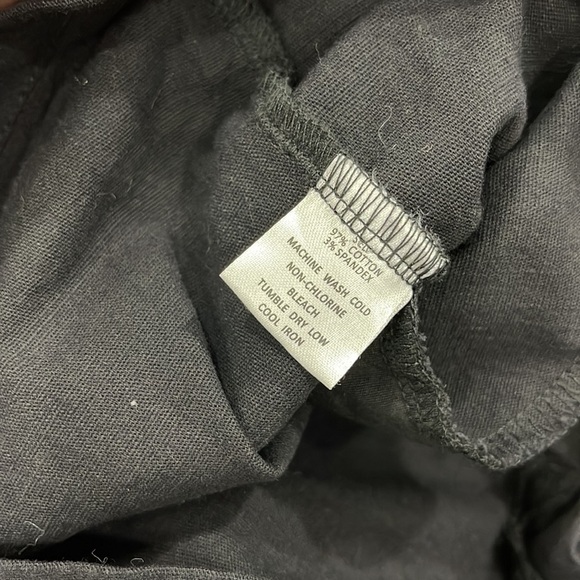 97% COTTON
3% SPANDEX
MACHINE WASH COLD
NON-CHLORINE
BLEACH
TUMBLE DRY LOW
COOL IRON